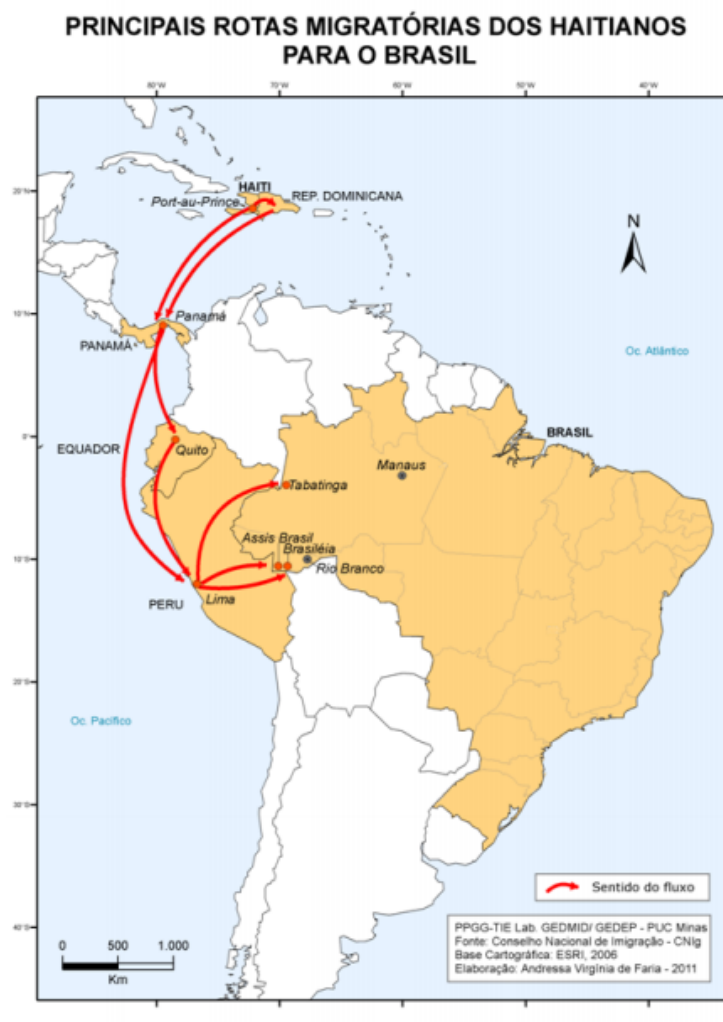 PRINCIPAIS ROTAS MIGRATÓRIAS DOS HAITIANOS
PARA O BRASIL
80°W
70°W
60°W
50°W
40°W
20°N
HAITI
Port-au-Prince
REP. DOMINICANA
N
10°N
Panamá
PANAMÁ
Oc. Atlântico
0°
EQUADOR
Quito
BRASIL
Manaus
Tabatinga
Assis Brasil
Brasiléia
10°S
Rio Branco
PERU
Lima
20°S
Oc. Pacífico
30°S
40°S
Sentido do fluxo
0 500 1.000
Km
PPGG-TIE Lab. GEDMID/ GEDEP - PUC Minas
Fonte: Conselho Nacional de Imigração - CNIg
Base Cartográfica: ESRI, 2006
Elaboração: Andressa Virgínia de Faria - 2011